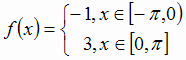 f(x) = { −1, x ∈ [−π,0)
3, x ∈ [0,π]